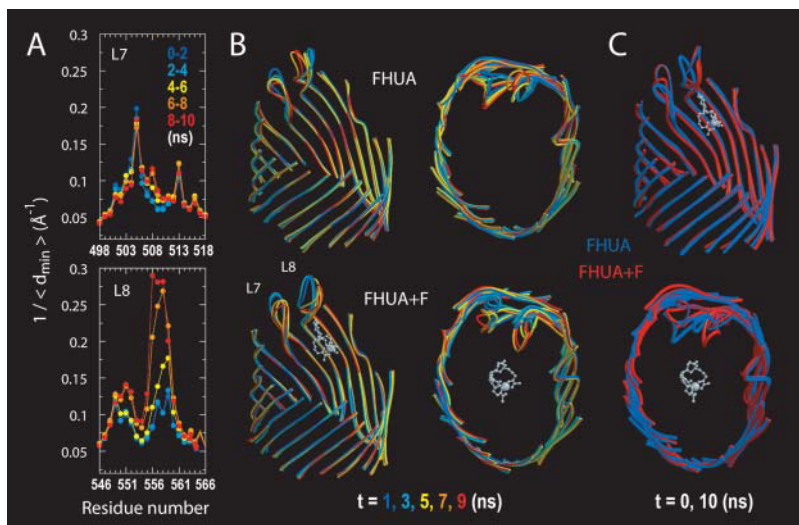 A
B
C
L7
0-2
2-4
4-6
6-8
8-10
(ns)
0.3
0.25
0.2
0.15
0.1
0.05
498 503 508 513 518
L8
0.3
0.25
0.2
0.15
0.1
0.05
546 551 556 561 566
1 / < dmin > (Å-1)
Residue number
FHUA
L7
L8
FHUA+F
t = 1, 3, 5, 7, 9 (ns)
FHUA
FHUA+F
t = 0, 10 (ns)